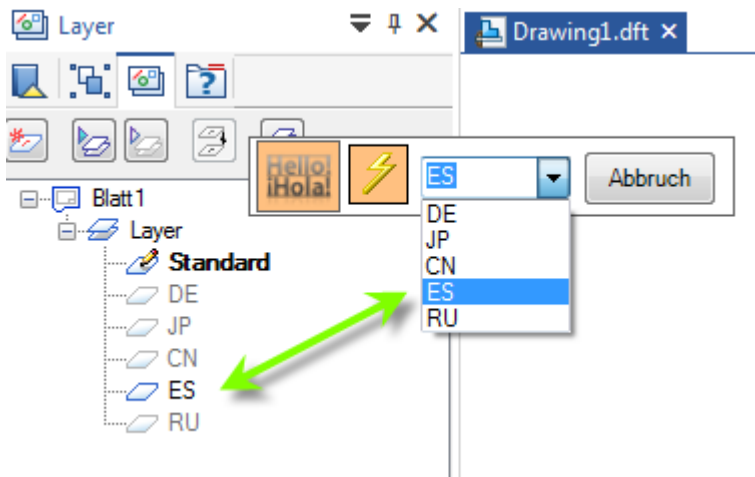 Layer
Drawing1.dft
Hello!
¡Hola!
ES
Abbruch
DE
JP
CN
ES
RU
Blatt1
Layer
Standard
DE
JP
CN
ES
RU